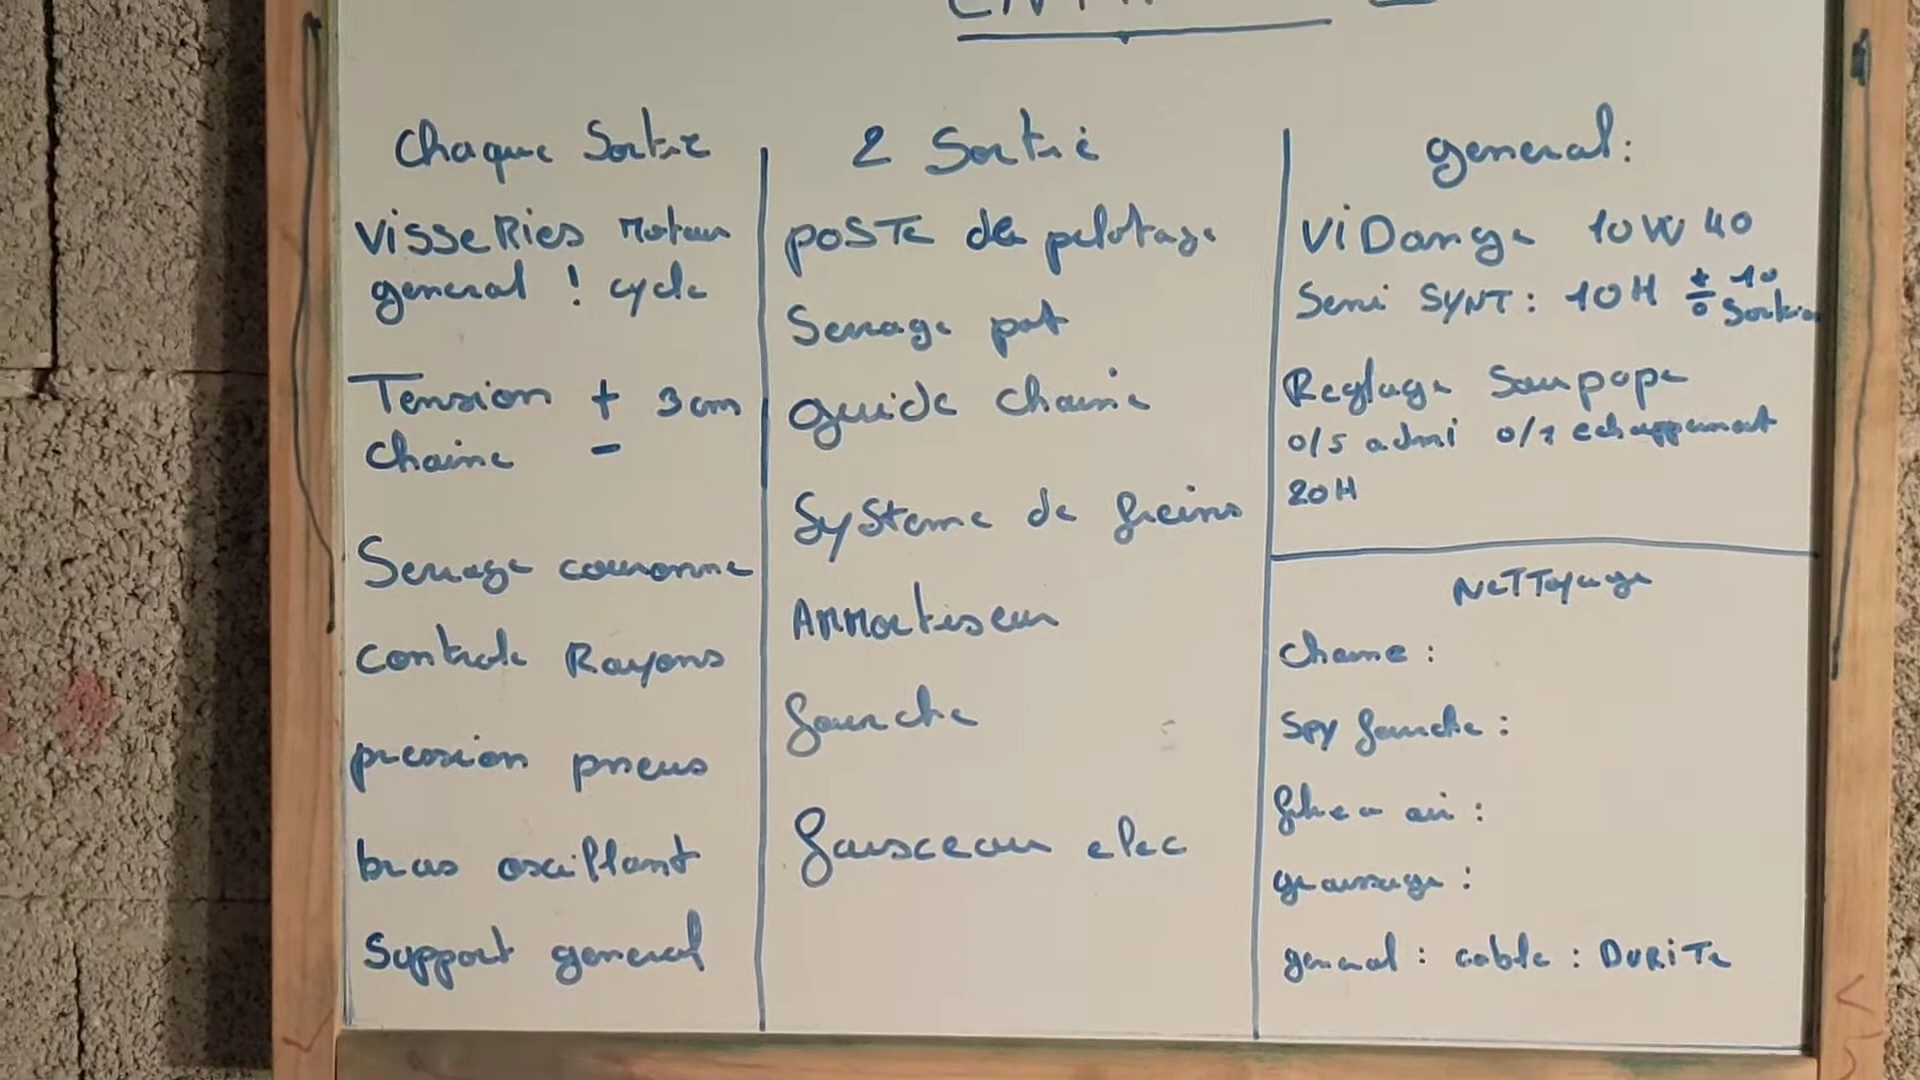 Chaque Sortie
Visseries Moteur
general ! cycle
Tension + 3cm
chaine -
Serrage couronne
controle Rayons
pression pneus
bras oscillant
Support general
2 Sortie
poste de pilotage
Serrage pot
guide chaine
Systeme de freins
Ammortiseur
fourche
faisceau elec
general :
ViDange 10W40
Semi SYNT : 10H ± 10
0 Sorties
Reglage Soupape
0/5 admi 0/1 echappement
20H
NeTToyage
chaine :
Spy fourche :
filtre a air :
graissage :
general : cable : DURiTe